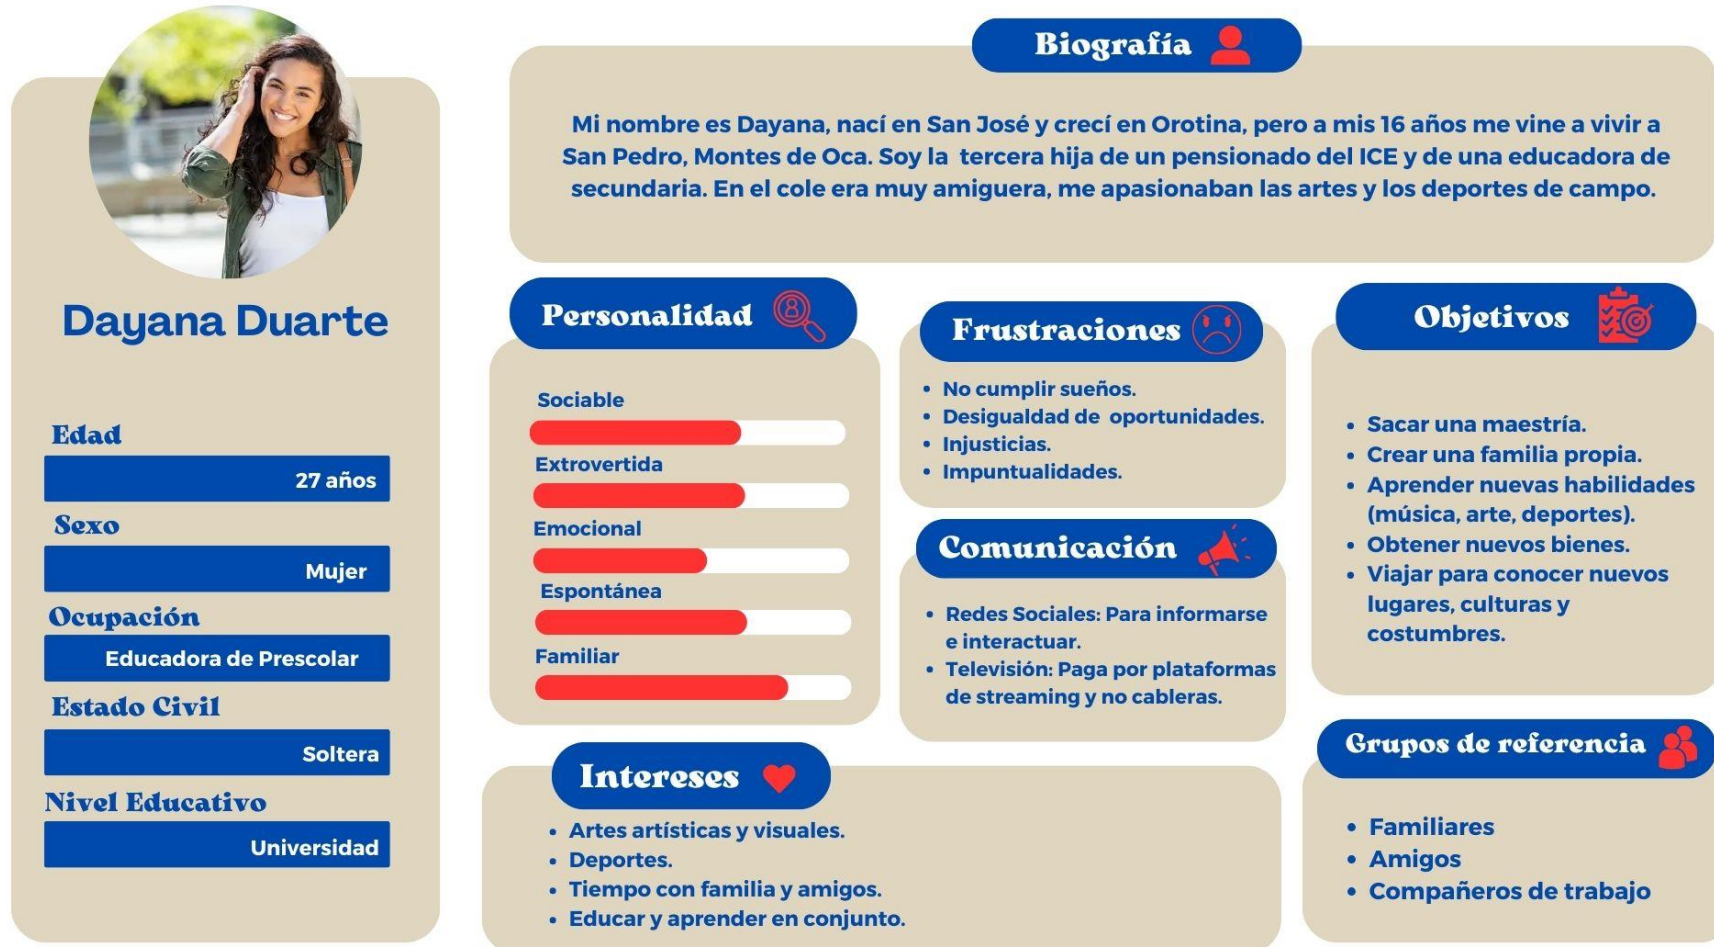 Dayana Duarte
Edad
27 años
Sexo
Mujer
Ocupación
Educadora de Prescolar
Estado Civil
Soltera
Nivel Educativo
Universidad
Biografía
Mi nombre es Dayana, nací en San José y crecí en Orotina, pero a mis 16 años me vine a vivir a
San Pedro, Montes de Oca. Soy la tercera hija de un pensionado del ICE y de una educadora de
secundaria. En el cole era muy amiguera, me apasionaban las artes y los deportes de campo.
Personalidad
Sociable
Extrovertida
Emocional
Espontánea
Familiar
Frustraciones
• No cumplir sueños.
• Desigualdad de oportunidades.
• Injusticias.
• Impuntualidades.
Comunicación
• Redes Sociales: Para informarse
e interactuar.
• Televisión: Paga por plataformas
de streaming y no cableras.
Objetivos
• Sacar una maestría.
• Crear una familia propia.
• Aprender nuevas habilidades
(música, arte, deportes).
• Obtener nuevos bienes.
• Viajar para conocer nuevos
lugares, culturas y
costumbres.
Intereses
• Artes artísticas y visuales.
• Deportes.
• Tiempo con familia y amigos.
• Educar y aprender en conjunto.
Grupos de referencia
• Familiares
• Amigos
• Compañeros de trabajo